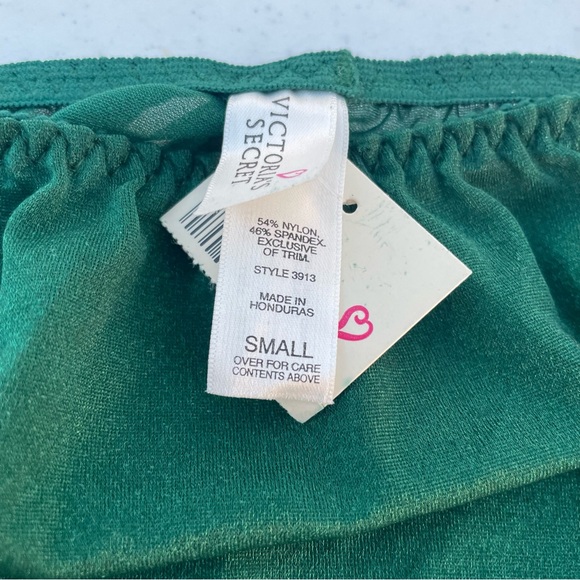 VICTORIA'S
SECRET
54% NYLON,
46% SPANDEX.
EXCLUSIVE
OF TRIM.
STYLE 3913
MADE IN
HONDURAS
SMALL
OVER FOR CARE
CONTENTS ABOVE